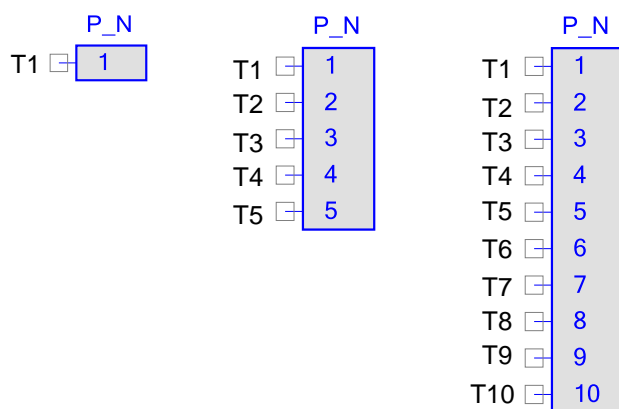 P_N
T1 1
P_N
T1 1
T2 2
T3 3
T4 4
T5 5
P_N
T1 1
T2 2
T3 3
T4 4
T5 5
T6 6
T7 7
T8 8
T9 9
T10 10